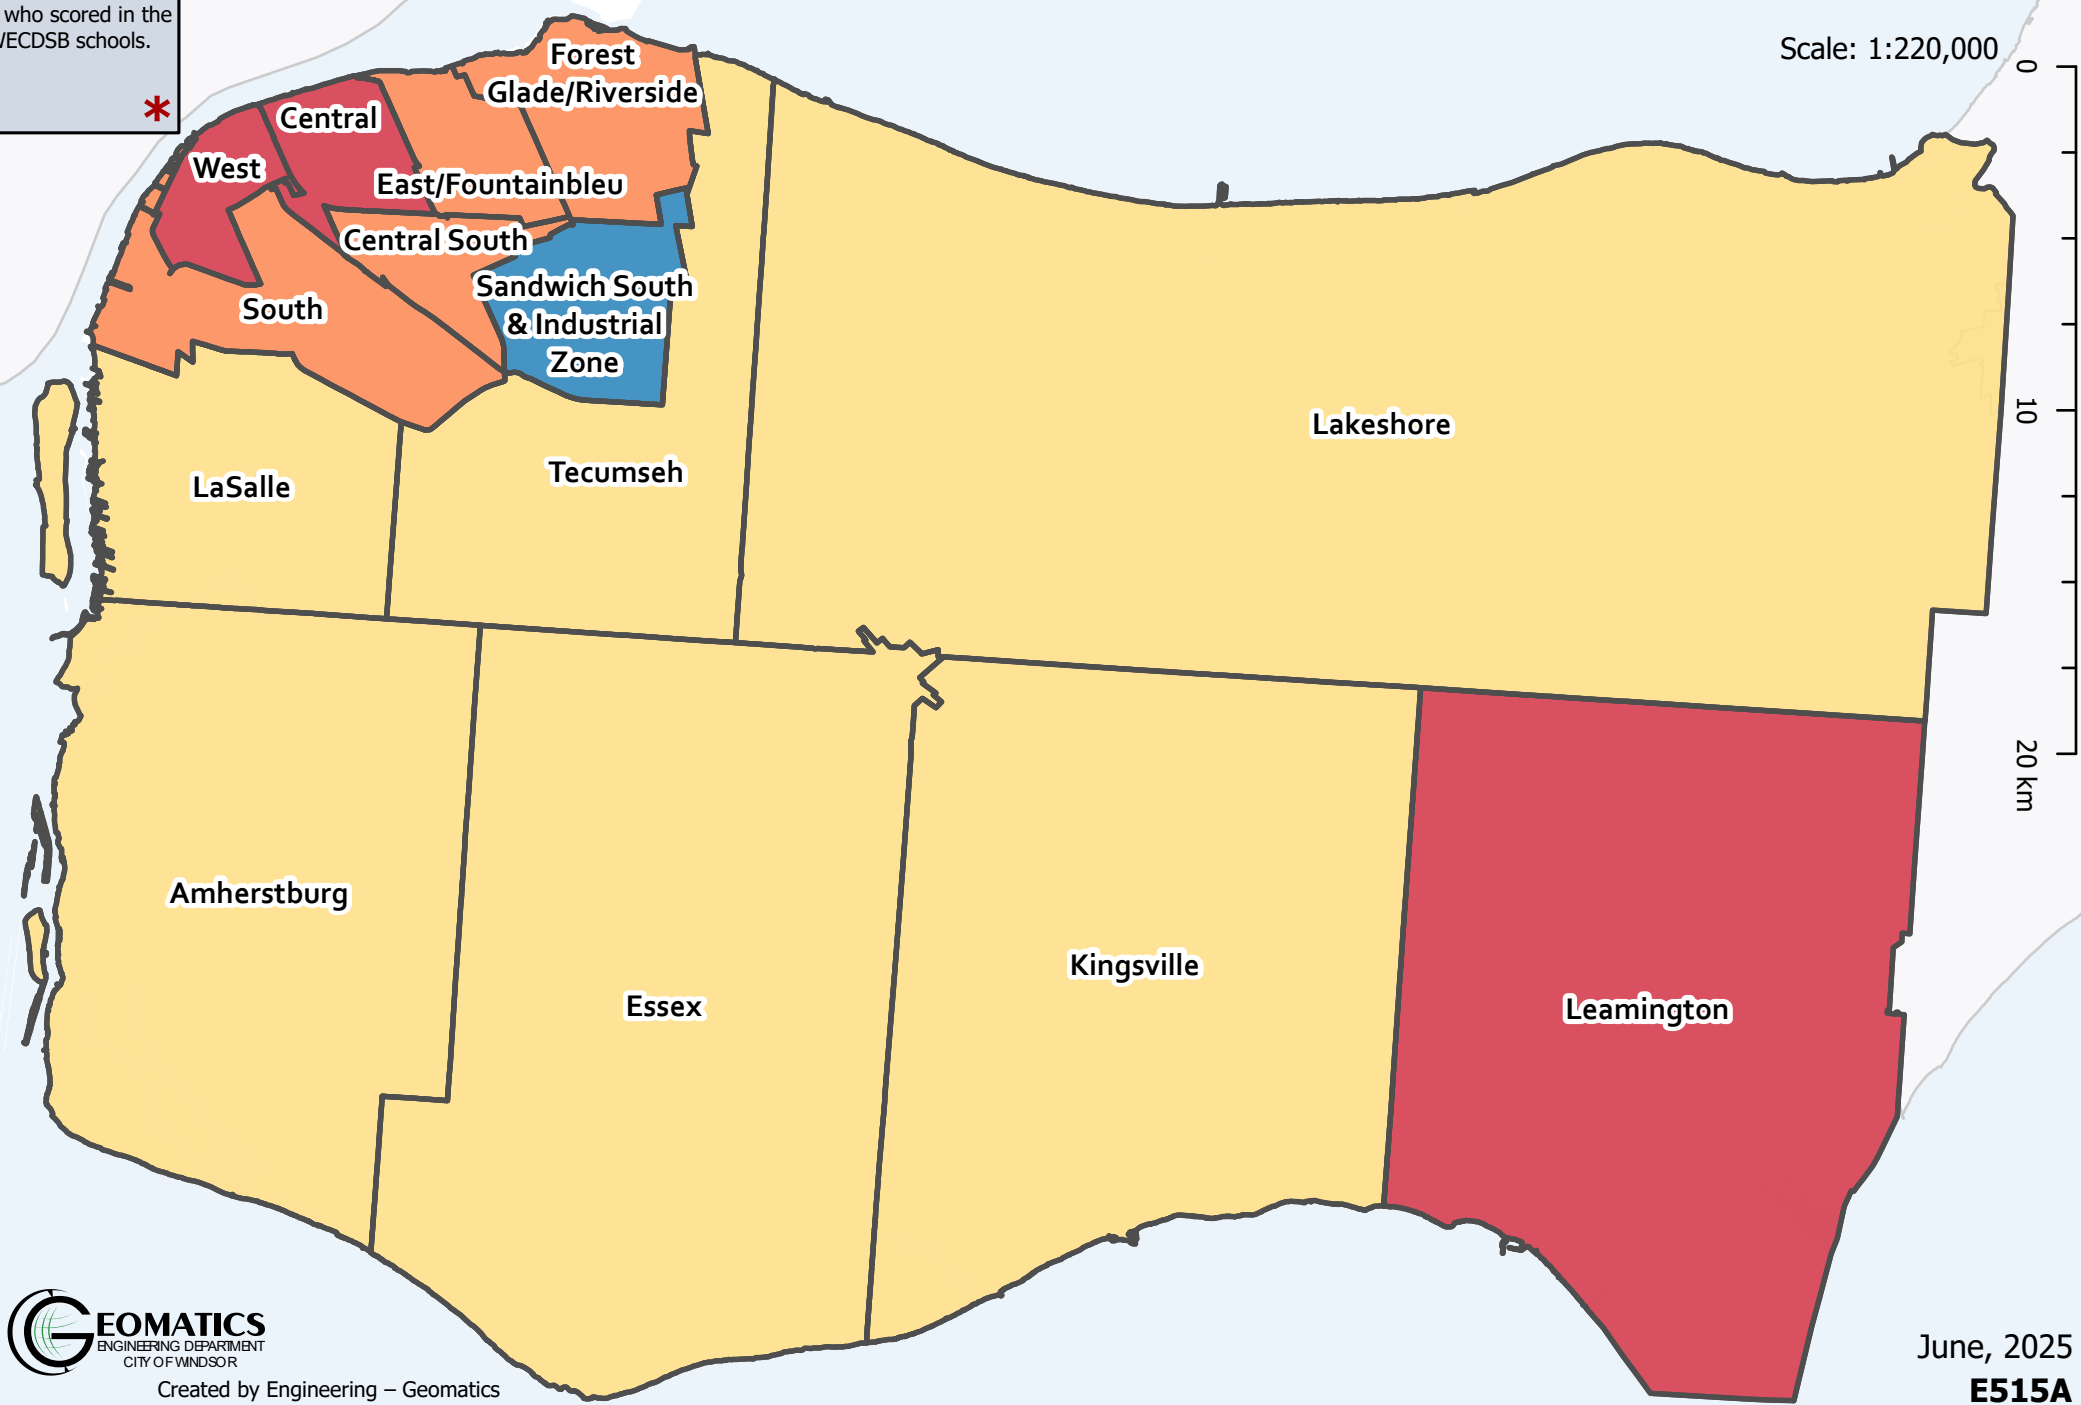 who scored in the
WECDSB schools.
*
Scale: 1:220,000
0
10
20 km
Forest
Glade/Riverside
Central
West
East/Fountainbleu
Central South
Sandwich South
& Industrial
Zone
South
Lakeshore
LaSalle
Tecumseh
Amherstburg
Essex
Kingsville
Leamington
GEOMATICS
ENGINEERING DEPARTMENT
CITY OF WINDSOR
Created by Engineering – Geomatics
June, 2025
E515A